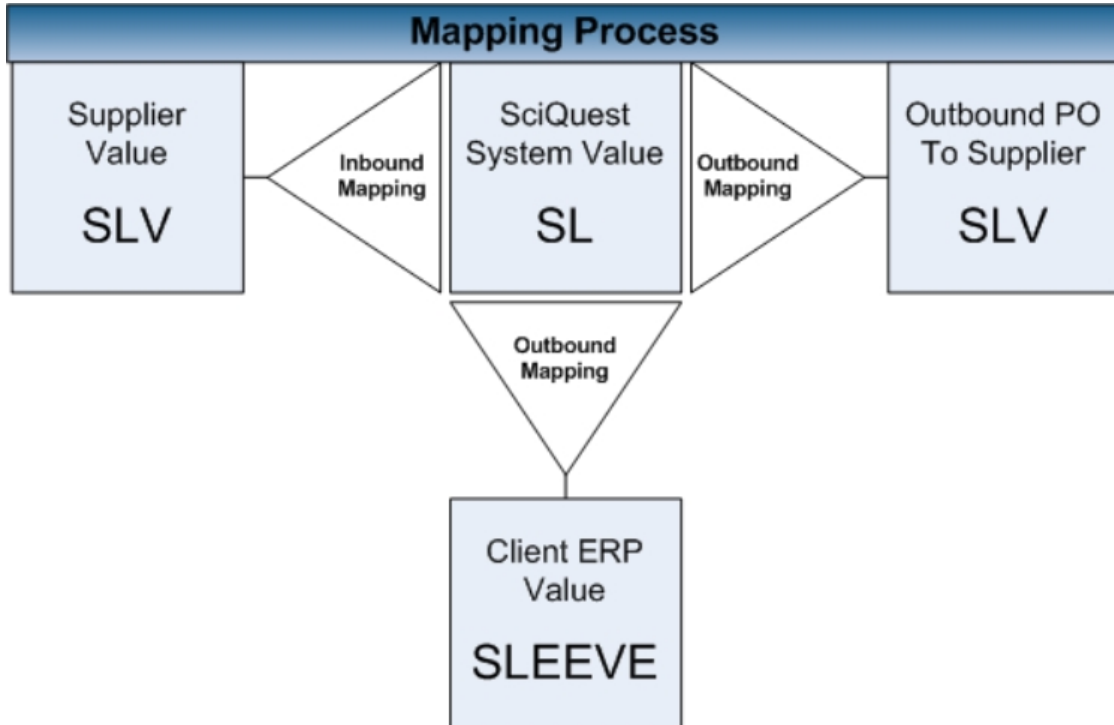 Mapping Process
Supplier
Value
SLV
Inbound
Mapping
SciQuest
System Value
SL
Outbound
Mapping
Outbound PO
To Supplier
SLV
Outbound
Mapping
Client ERP
Value
SLEEVE